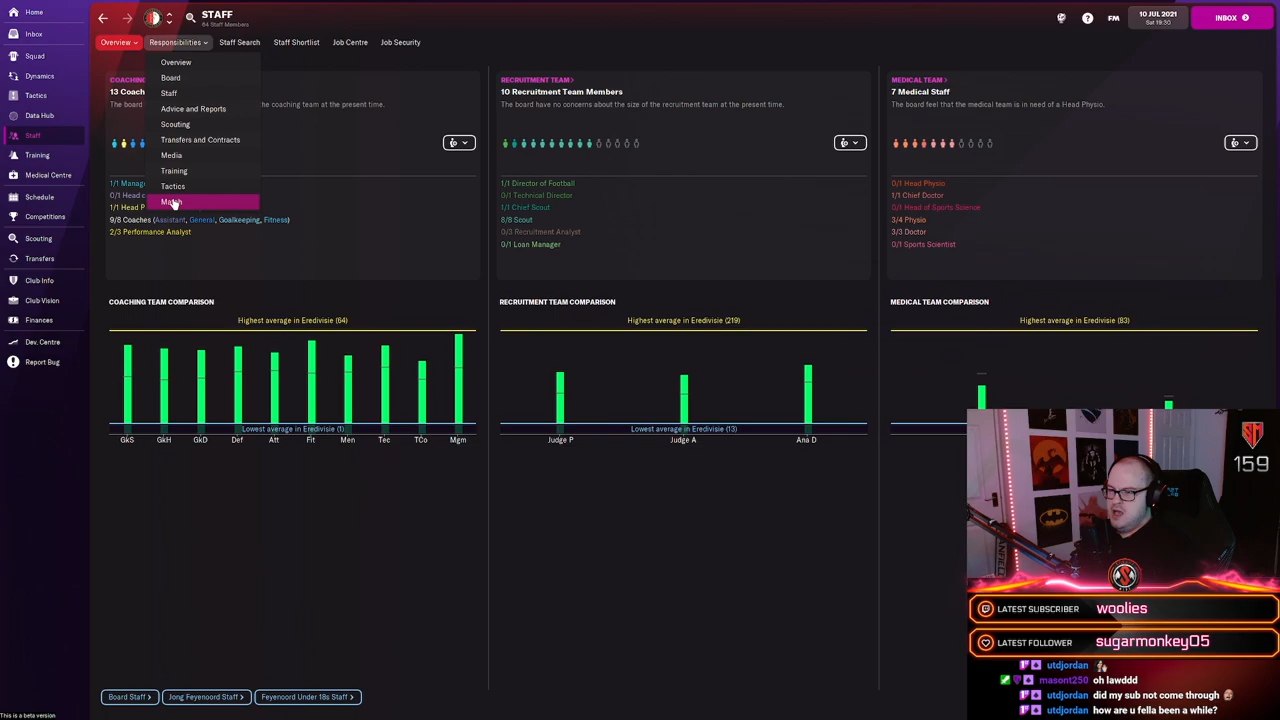 Home
Inbox
Squad
Dynamics
Tactics
Data Hub
Staff
Training
Medical Centre
Schedule
Competitions
Scouting
Transfers
Club Info
Club Vision
Finances
Dev. Centre
Report Bug
This is a beta version
STAFF
64 Staff Members
FM
10 JUL 2021
Sat 19:30
INBOX
Overview
Responsibilities
Staff Search
Staff Shortlist
Job Centre
Job Security
Overview
Board
Staff
Advice and Reports
Scouting
Transfers and Contracts
Media
Training
Tactics
13 Coach
The board
the coaching team at the present time.
1/1 Manag
0/1 Head
1/1 Head P
9/8 Coaches (Assistant, General, Goalkeeping, Fitness)
2/3 Performance Analyst
RECRUITMENT TEAM
10 Recruitment Team Members
The board have no concerns about the size of the recruitment team at the present time.
1/1 Director of Football
0/1 Technical Director
1/1 Chief Scout
8/8 Scout
0/3 Recruitment Analyst
0/1 Loan Manager
MEDICAL TEAM
7 Medical Staff
The board feel that the medical team is in need of a Head Physio.
0/1 Head Physio
1/1 Chief Doctor
0/1 Head of Sports Science
3/4 Physio
3/3 Doctor
0/1 Sports Scientist
COACHING TEAM COMPARISON
Highest average in Eredivisie (64)
Lowest average in Eredivisie (1)
GkS GkH GkD Def Att Fit Men Tec TCo Mgm
RECRUITMENT TEAM COMPARISON
Highest average in Eredivisie (219)
Lowest average in Eredivisie (13)
Judge P Judge A Ana D
MEDICAL TEAM COMPARISON
Highest average in Eredivisie (83)
Board Staff
Jong Feyenoord Staff
Feyenoord Under 18s Staff
159
LATEST SUBSCRIBER woolies
LATEST FOLLOWER sugarmonkey05
utdjordan
masont250 oh lawddd
utdjordan did my sub not come through
utdjordan how are u fella been a while?